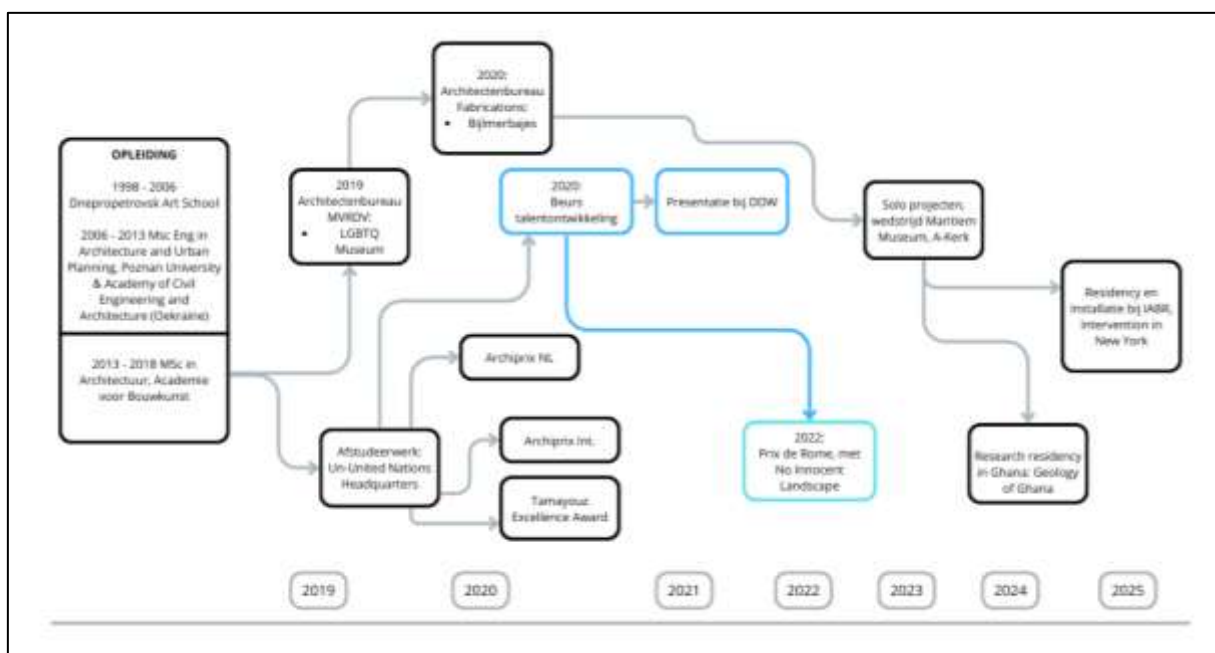 OPLEIDING
1998 - 2006
Dnepropetrovsk Art School
2006 - 2013 Msc Eng in
Architecture and Urban
Planning, Poznan University
& Academy of Civil
Engineering and
Architecture (Oekraine)
2013 - 2018 MSc in
Architectuur, Academie
voor Bouwkunst
2019
Architectenbureau
MVRDV:
• LGBTQ
Museum
2020:
Architectenbureau
Fabrications:
• Bijlmerbajes
2020:
Beurs
talentontwikkeling
Presentatie bij DDW
Archiprix NL
Afstudeerwerk:
Un-United Nations
Headquarters
Archiprix Int.
Tamayouz
Excellence Award
2022:
Prix de Rome, met
No Innocent
Landscape
Solo projecten,
wedstrijd Maritiem
Museum, A-Kerk
Residency en
installatie bij IABR,
Intervention in
New York
Research residency
in Ghana: Geology
of Ghana
2019
2020
2021
2022
2023
2024
2025